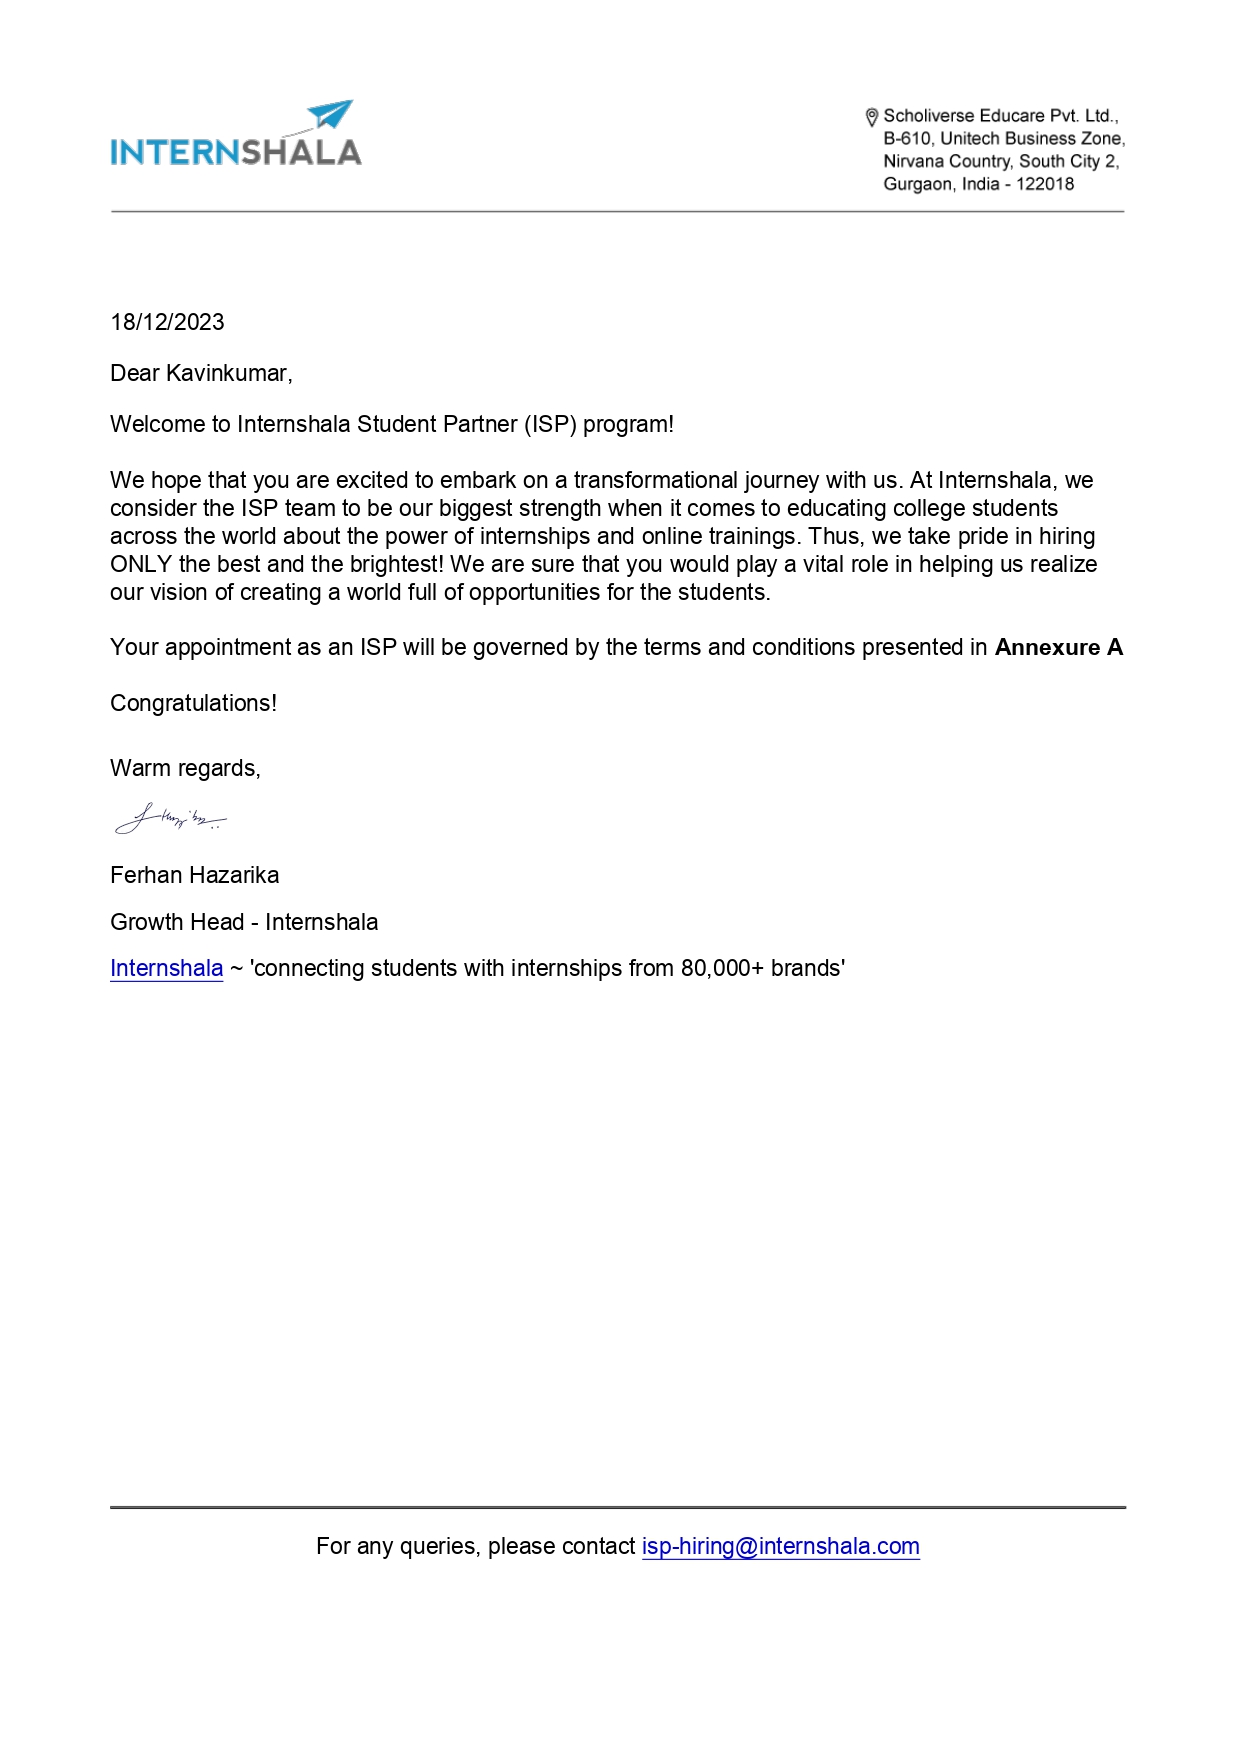 INTERNSHALA
Scholiverse Educare Pvt. Ltd.,
B-610, Unitech Business Zone,
Nirvana Country, South City 2,
Gurgaon, India - 122018
18/12/2023
Dear Kavinkumar,
Welcome to Internshala Student Partner (ISP) program!
We hope that you are excited to embark on a transformational journey with us. At Internshala, we
consider the ISP team to be our biggest strength when it comes to educating college students
across the world about the power of internships and online trainings. Thus, we take pride in hiring
ONLY the best and the brightest! We are sure that you would play a vital role in helping us realize
our vision of creating a world full of opportunities for the students.
Your appointment as an ISP will be governed by the terms and conditions presented in Annexure A
Congratulations!
Warm regards,
Ferhan Hazarika
Growth Head - Internshala
Internshala ~ 'connecting students with internships from 80,000+ brands'
For any queries, please contact isp-hiring@internshala.com